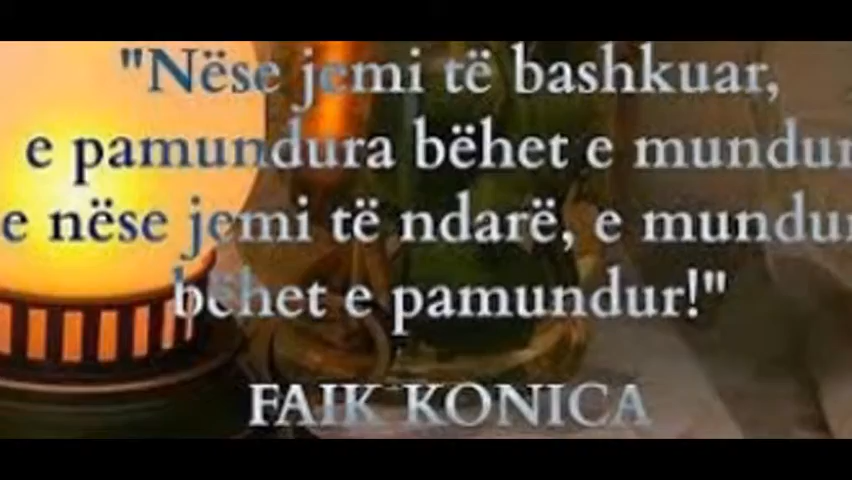 "Nëse jemi të bashkuar,
e pamundura bëhet e mundur
e nëse jemi të ndarë, e mundur
bëhet e pamundur!"
FAIK KONICA